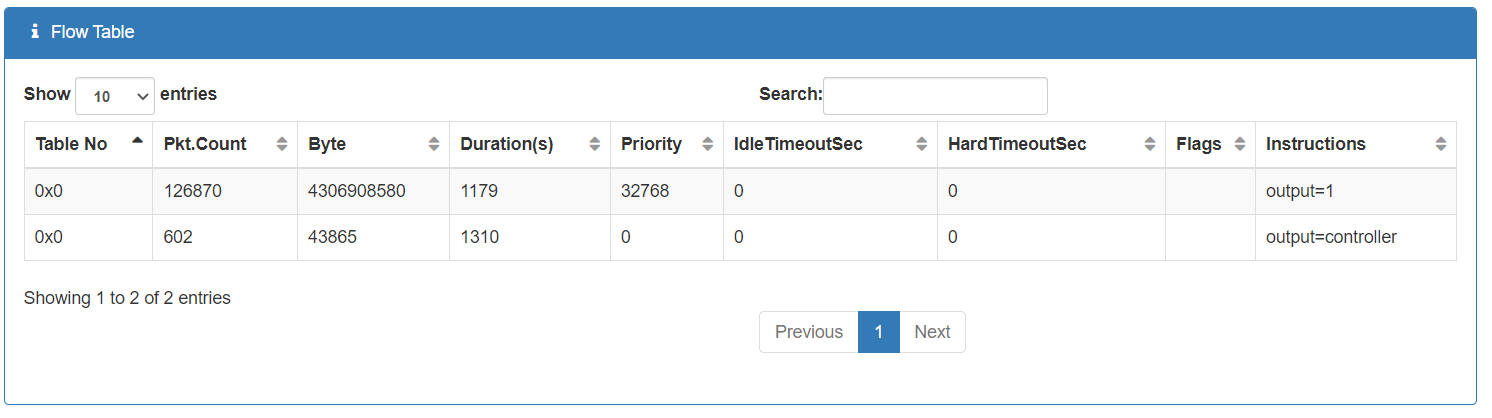 Flow Table
Show 10 entries Search:
Table No Pkt.Count Byte Duration(s) Priority IdleTimeoutSec HardTimeoutSec Flags Instructions
0x0 126870 4306908580 1179 32768 0 0 output=1
0x0 602 43865 1310 0 0 0 output=controller
Showing 1 to 2 of 2 entries
Previous 1 Next